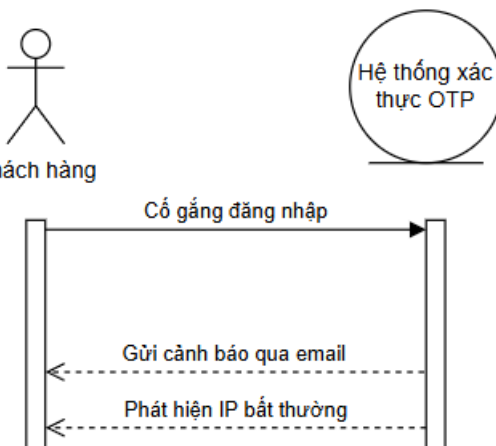 Hệ thống xác
thực OTP
hách hàng
Cố gắng đăng nhập
Gửi cảnh báo qua email
Phát hiện IP bất thường